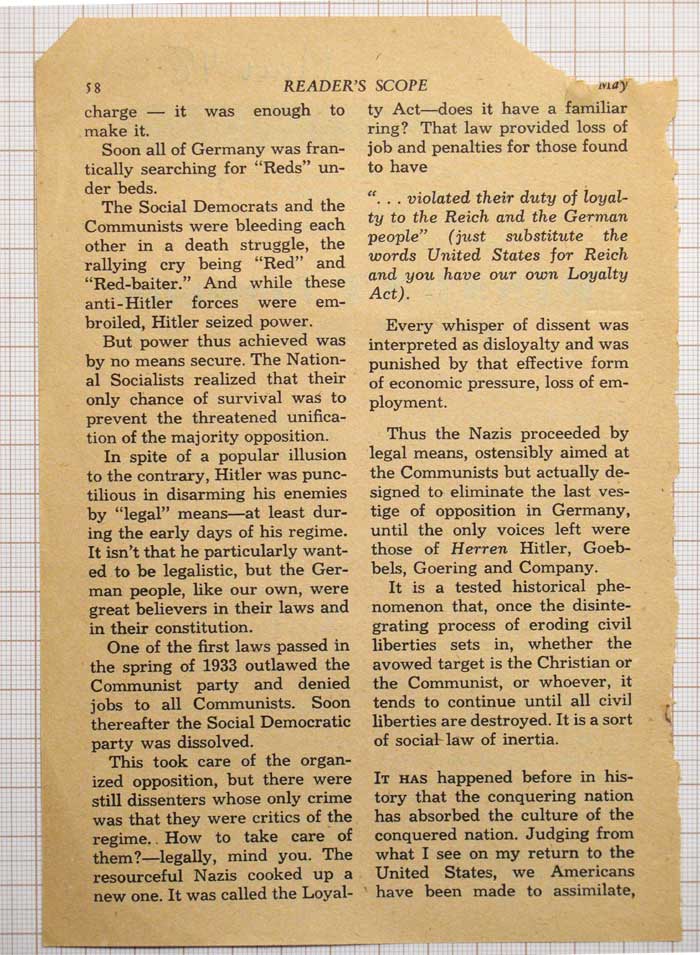 58 READER'S SCOPE May
charge — it was enough to
make it.
Soon all of Germany was fran-
tically searching for "Reds" un-
der beds.
The Social Democrats and the
Communists were bleeding each
other in a death struggle, the
rallying cry being "Red" and
"Red-baiter." And while these
anti-Hitler forces were em-
broiled, Hitler seized power.
But power thus achieved was
by no means secure. The Nation-
al Socialists realized that their
only chance of survival was to
prevent the threatened unifica-
tion of the majority opposition.
In spite of a popular illusion
to the contrary, Hitler was punc-
tilious in disarming his enemies
by "legal" means—at least dur-
ing the early days of his regime.
It isn't that he particularly want-
ed to be legalistic, but the Ger-
man people, like our own, were
great believers in their laws and
in their constitution.
One of the first laws passed in
the spring of 1933 outlawed the
Communist party and denied
jobs to all Communists. Soon
thereafter the Social Democratic
party was dissolved.
This took care of the organ-
ized opposition, but there were
still dissenters whose only crime
was that they were critics of the
regime. How to take care of
them?—legally, mind you. The
resourceful Nazis cooked up a
new one. It was called the Loyal-
ty Act—does it have a familiar
ring? That law provided loss of
job and penalties for those found
to have
". . . violated their duty of loyal-
ty to the Reich and the German
people" (just substitute the
words United States for Reich
and you have our own Loyalty
Act).
Every whisper of dissent was
interpreted as disloyalty and was
punished by that effective form
of economic pressure, loss of em-
ployment.
Thus the Nazis proceeded by
legal means, ostensibly aimed at
the Communists but actually de-
signed to eliminate the last ves-
tige of opposition in Germany,
until the only voices left were
those of Herren Hitler, Goeb-
bels, Goering and Company.
It is a tested historical phe-
nomenon that, once the disinte-
grating process of eroding civil
liberties sets in, whether the
avowed target is the Christian or
the Communist, or whoever, it
tends to continue until all civil
liberties are destroyed. It is a sort
of social law of inertia.
IT HAS happened before in his-
tory that the conquering nation
has absorbed the culture of the
conquered nation. Judging from
what I see on my return to the
United States, we Americans
have been made to assimilate,